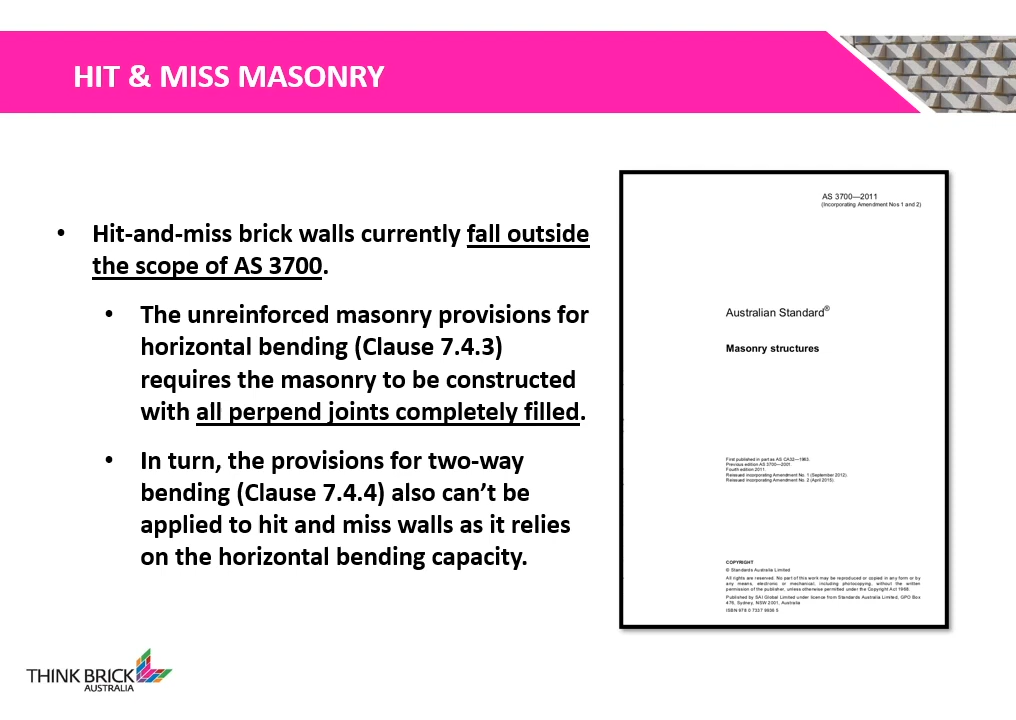 HIT & MISS MASONRY
• Hit-and-miss brick walls currently fall outside
the scope of AS 3700.
• The unreinforced masonry provisions for
horizontal bending (Clause 7.4.3)
requires the masonry to be constructed
with all perpend joints completely filled.
• In turn, the provisions for two-way
bending (Clause 7.4.4) also can’t be
applied to hit and miss walls as it relies
on the horizontal bending capacity.
AS 3700—2011
(Incorporating Amendment Nos 1 and 2)
Australian Standard®
Masonry structures
First published in part as AS CA32—1963.
Previous edition AS 3700—2001.
Fourth edition 2011.
Reissued incorporating Amendment No. 1 (September 2012).
Reissued incorporating Amendment No. 2 (April 2015).
COPYRIGHT
© Standards Australia Limited
All rights are reserved. No part of this work may be reproduced or copied in any form or by
any means, electronic or mechanical, including photocopying, without the written
permission of the publisher, unless otherwise permitted under the Copyright Act 1968.
Published by SAI Global Limited under licence from Standards Australia Limited, GPO Box
476, Sydney, NSW 2001, Australia
ISBN 978 0 7337 9936 5
THINK BRICK
AUSTRALIA